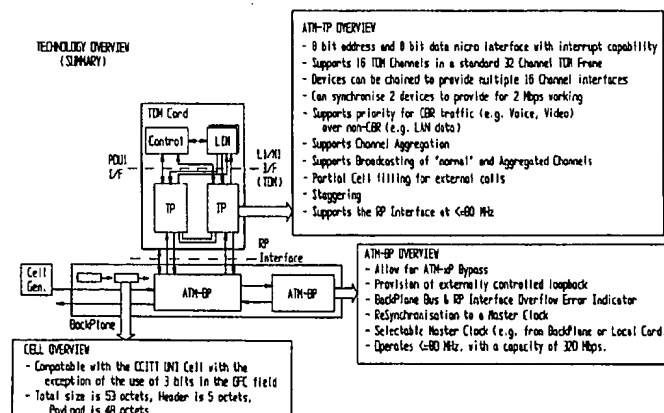 TECHNOLOGY OVERVIEW
(SUMMARY)
ATM-TP OVERVIEW
- 8 bit address and 8 bit data micro interface with interrupt capability
- Supports 16 TDM Channels in a standard 32 Channel TDM Frame
- Devices can be chained to provide multiple 16 Channel interfaces
- Can synchronise 2 devices to provide for 2 Mbps working
- Supports priority for CBR traffic (e.g. Voice, Video)
over non-CBR (e.g. LAN data)
- Supports Channel Aggregation
- Supports Broadcasting of "normal" and Aggregated Channels
- Partial Cell filling for external calls
- Staggering
- Supports the RP Interface at <=80 MHz
TDM Card
Control
LIM
I/F
I/F
(TDM)
TP
TP
RP
Interface
Cell
Gen.
ATM-BP
ATM-BP
BackPlane
ATM-BP OVERVIEW
- Allow for ATM-xP Bypass
- Provision of externally controlled loopback
- BackPlane Bus & RP Interface Overflow Error Indicator
- ReSynchronisation to a Master Clock
- Selectable Master Clock (e.g. from BackPlane or Local Card
- Operates <=80 MHz, with a capacity of 320 Mbps.
CELL OVERVIEW
- Compatable with the CCITT UNI Cell with the
exception of the use of 3 bits in the GFC field
- Total size is 53 octets, Header is 5 octets,
Payload is 48 octets